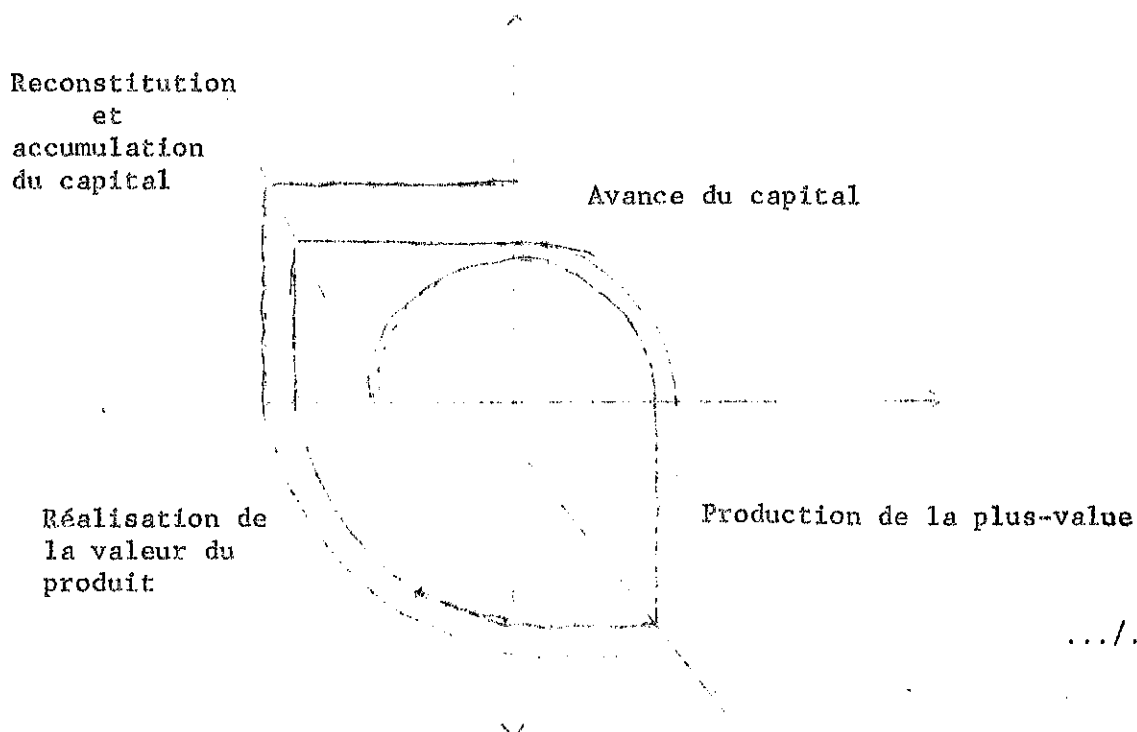 Reconstitution
et
accumulation
du capital
Avance du capital
Réalisation de
la valeur du
produit
Production de la plus-value
.../.